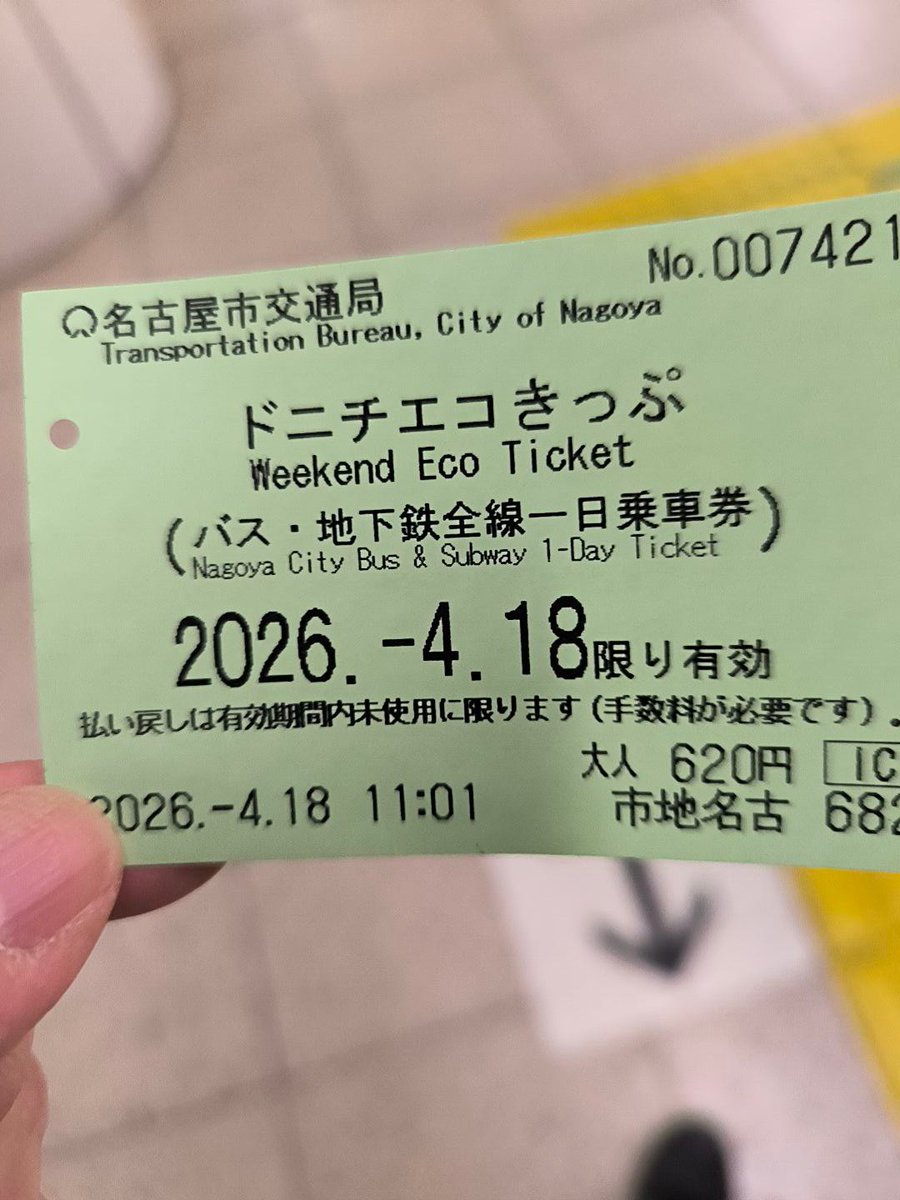 No.007421
名古屋市交通局
Transportation Bureau, City of Nagoya
ドニチエコきっぷ
Weekend Eco Ticket
(バス・地下鉄全線一日乗車券)
Nagoya City Bus & Subway 1-Day Ticket
2026.-4.18限り有効
払い戻しは有効期間内未使用に限ります(手数料が必要です)。
大人 620円 IC
2026.-4.18 11:01 市地名古 682